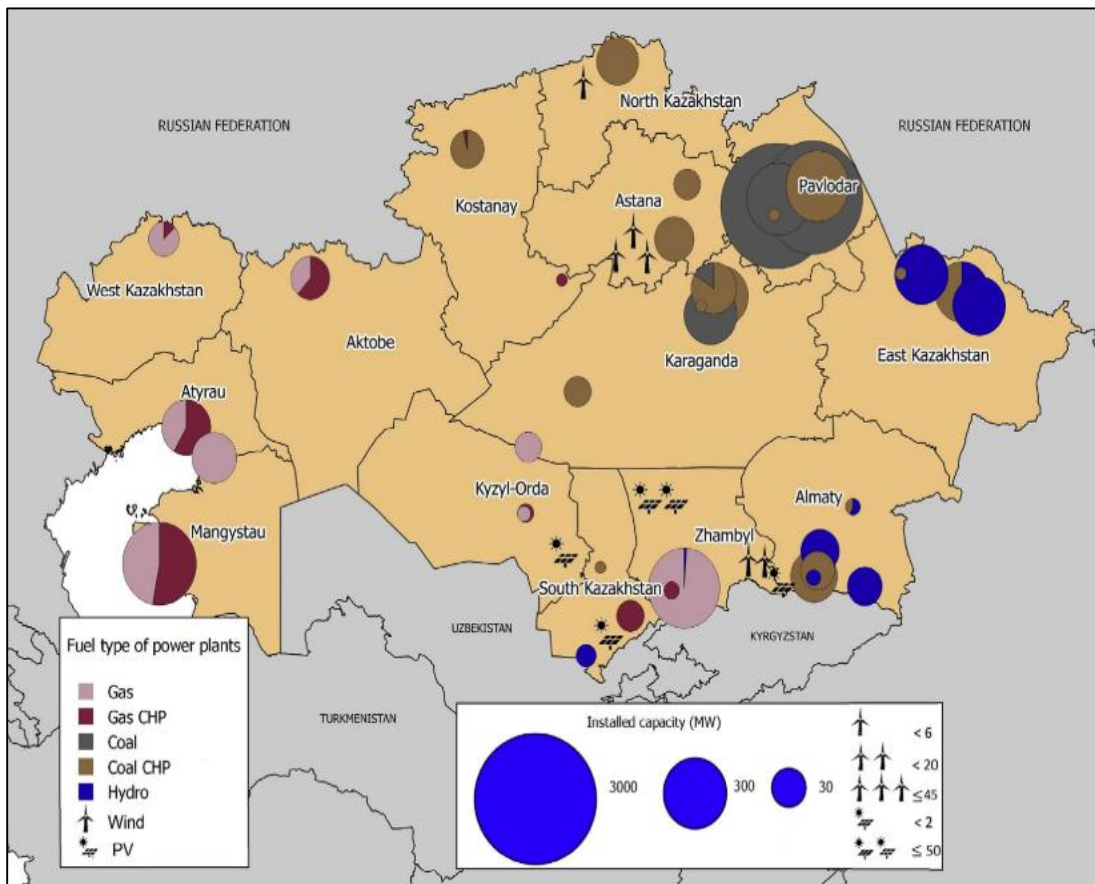 North Kazakhstan
RUSSIAN FEDERATION
RUSSIAN FEDERATION
Pavlodar
Astana
Kostanay
West Kazakhstan
Aktobe
Karaganda
East Kazakhstan
Atyrau
Kyzyl-Orda
Almaty
Mangystau
Zhambyl
South Kazakhstan
UZBEKISTAN
KYRGYZSTAN
TURKMENISTAN
Fuel type of power plants
Gas
Gas CHP
Coal
Coal CHP
Hydro
Wind
PV
Installed capacity (MW)
3000
300
30
< 6
< 20
≤45
< 2
≤ 50